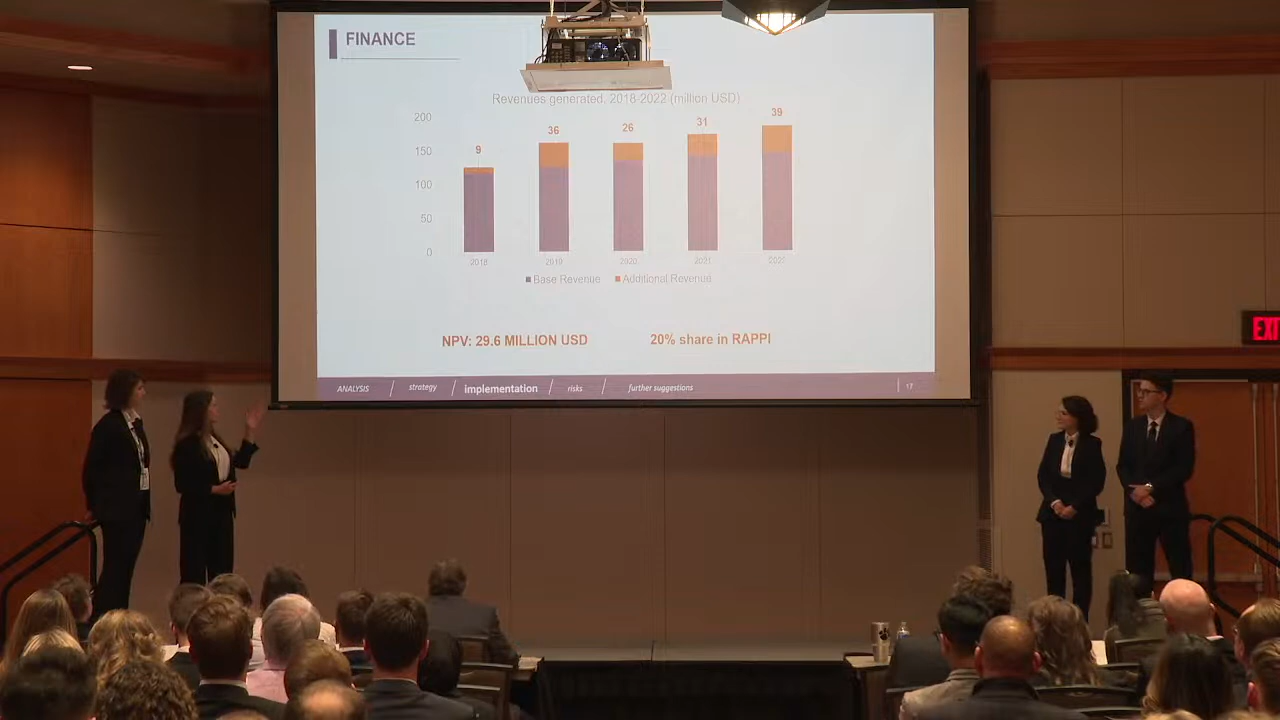 FINANCE
Revenues generated, 2018-2022 (million USD)
200
150
100
50
0
9
36
26
31
39
2018
2019
2020
2021
Base Revenue
Additional Revenue
NPV: 29.6 MILLION USD
20% share in RAPPI
ANALYSIS / strategy / implementation / risks / further suggestions | 17